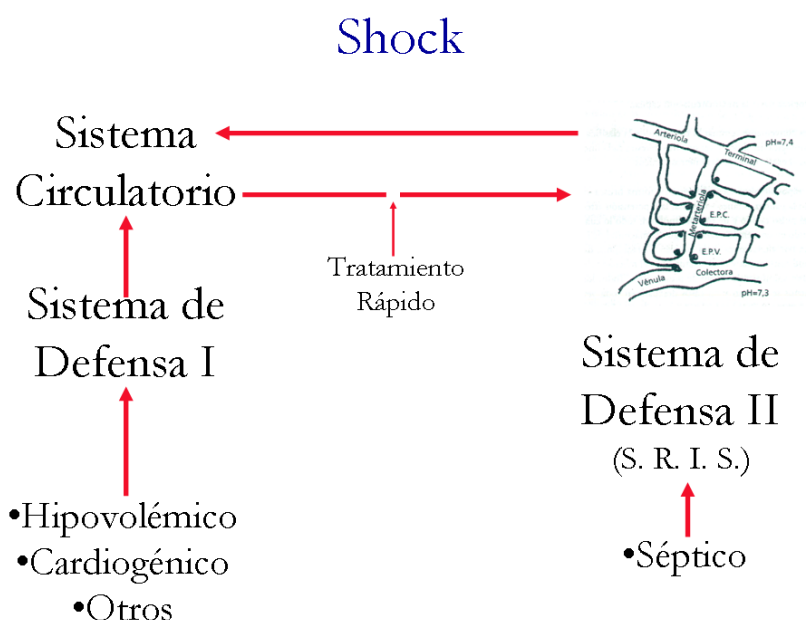 Shock
Sistema
Circulatorio
Tratamiento
Rápido
Sistema de
Defensa I
•Hipovolémico
•Cardiogénico
•Otros
Arteriola
Terminal
pH=7,4
Metarteriola
E.P.C.
E.P.V.
Colectora
Vénula
pH=7,3
Sistema de
Defensa II
(S. R. I. S.)
•Séptico